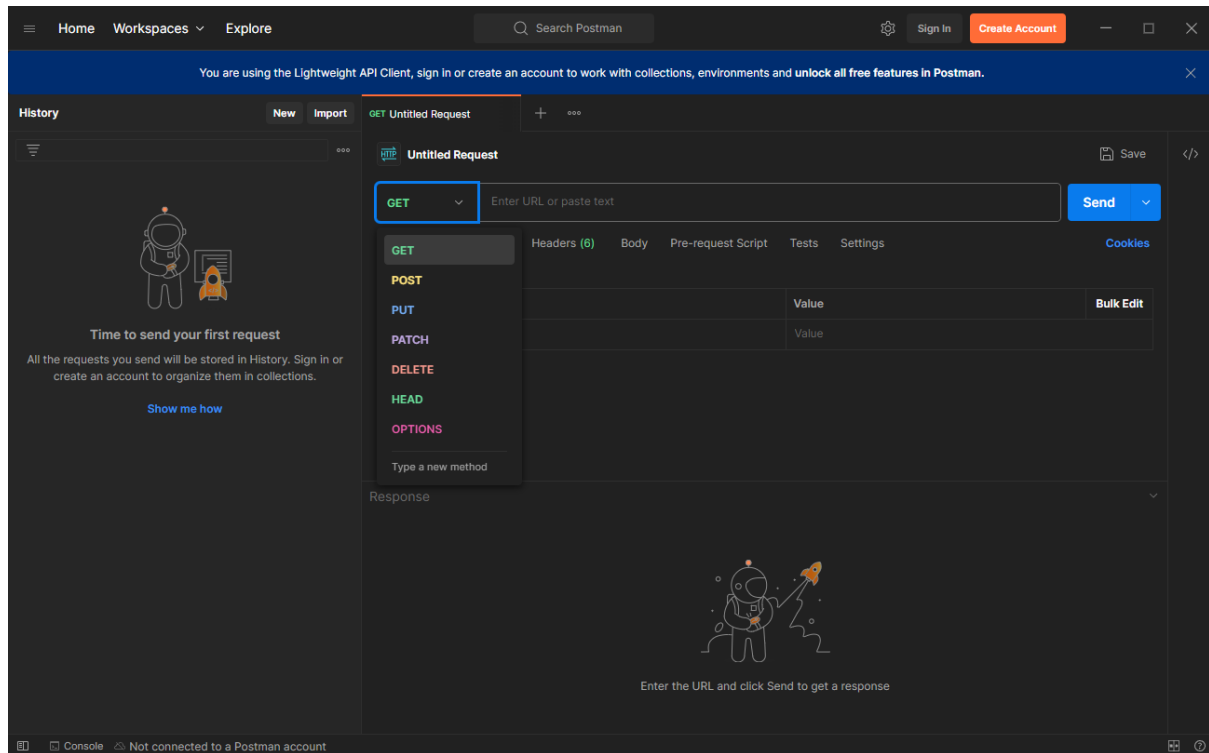 Home Workspaces Explore Search Postman Sign In Create Account
You are using the Lightweight API Client, sign in or create an account to work with collections, environments and unlock all free features in Postman.
History New Import GET Untitled Request
HTTP Untitled Request Save </>
GET Enter URL or paste text Send
Headers (6) Body Pre-request Script Tests Settings Cookies
GET
POST
PUT
PATCH
DELETE
HEAD
OPTIONS
Type a new method
Value Bulk Edit
Value
Time to send your first request
All the requests you send will be stored in History. Sign in or
create an account to organize them in collections.
Show me how
Response
Enter the URL and click Send to get a response
Console Not connected to a Postman account